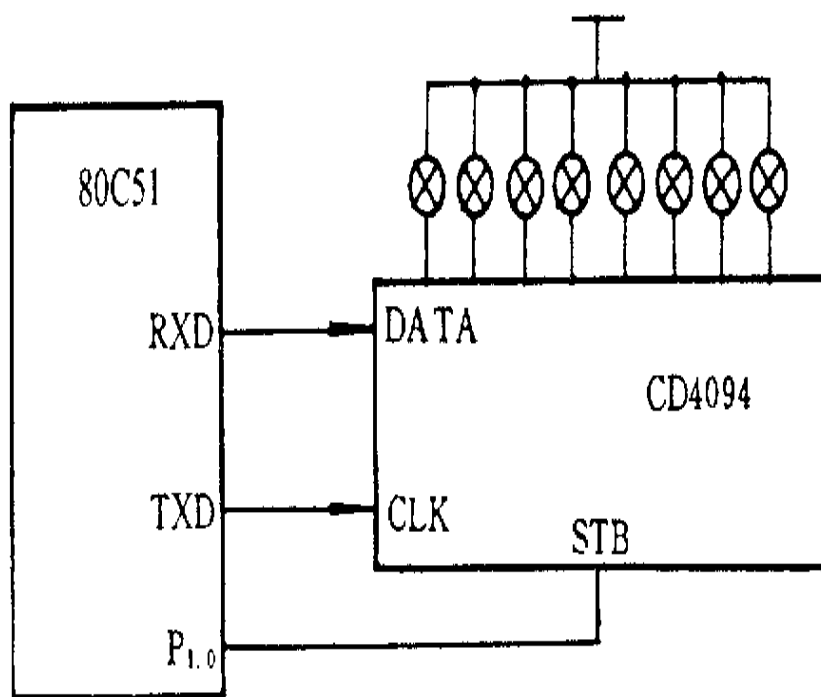 80C51
RXD
DATA
CD4094
TXD
CLK
STB
P1.0